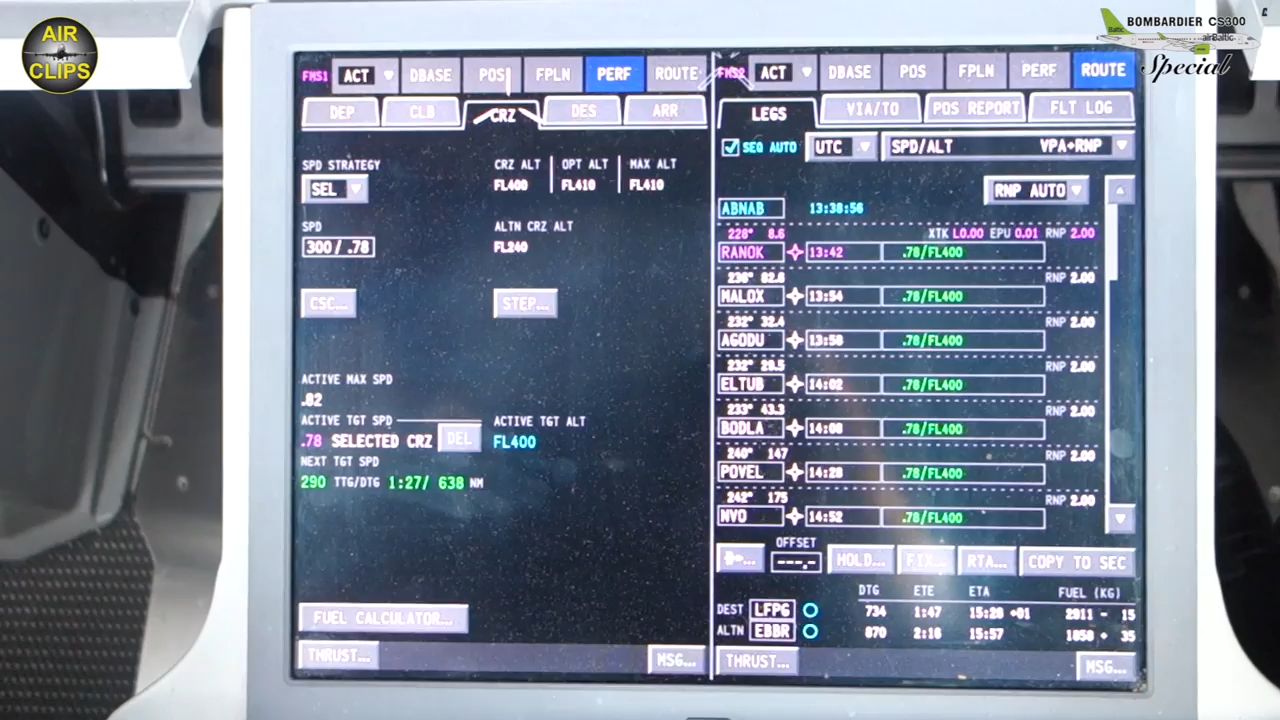 AIR
CLIPS
BOMBARDIER CS300
airBaltic
Special
FMS1 ACT DBASE POS FPLN PERF ROUTE
DEP CLB CRZ DES ARR
SPD STRATEGY
SEL
CRZ ALT OPT ALT MAX ALT
FL400 FL410 FL410
SPD
300/.78
ALTN CRZ ALT
FL240
CSC... STEP...
ACTIVE MAX SPD
.82
ACTIVE TGT SPD ACTIVE TGT ALT
.78 SELECTED CRZ DEL FL400
NEXT TGT SPD
290 TTG/DTG 1:27/ 638 NM
FUEL CALCULATOR...
THRUST... MSG...
FMS2 ACT DBASE POS FPLN PERF ROUTE
LEGS VIA/TO POS REPORT FLT LOG
SEQ AUTO UTC SPD/ALT VPA+RNP
RNP AUTO
ABNAB 13:38:56
228° 8.6 XTK L0.00 EPU 0.01 RNP 2.00
RANOK 13:42 .78/FL400
82.6 RNP 2.00
MALOX 13:54 .78/FL400
232° 32.4 RNP 2.00
AGODU 13:58 .78/FL400
232° RNP 2.00
ELTUB 14:02 .78/FL400
233° 43.3 RNP 2.00
BODLA 14:08 .78/FL400
240° 147 RNP 2.00
POVEL 14:28 .78/FL400
242° 175 RNP 2.00
NVO 14:52 .78/FL400
OFFSET
---.- HOLD... FIX... RTA... COPY TO SEC
DTG ETE ETA FUEL (KG)
DEST LFPG 734 1:47 15:28 +01 2911 - 15
ALTN EBBR 870 2:16 15:57 1858 + 35
THRUST... MSG...